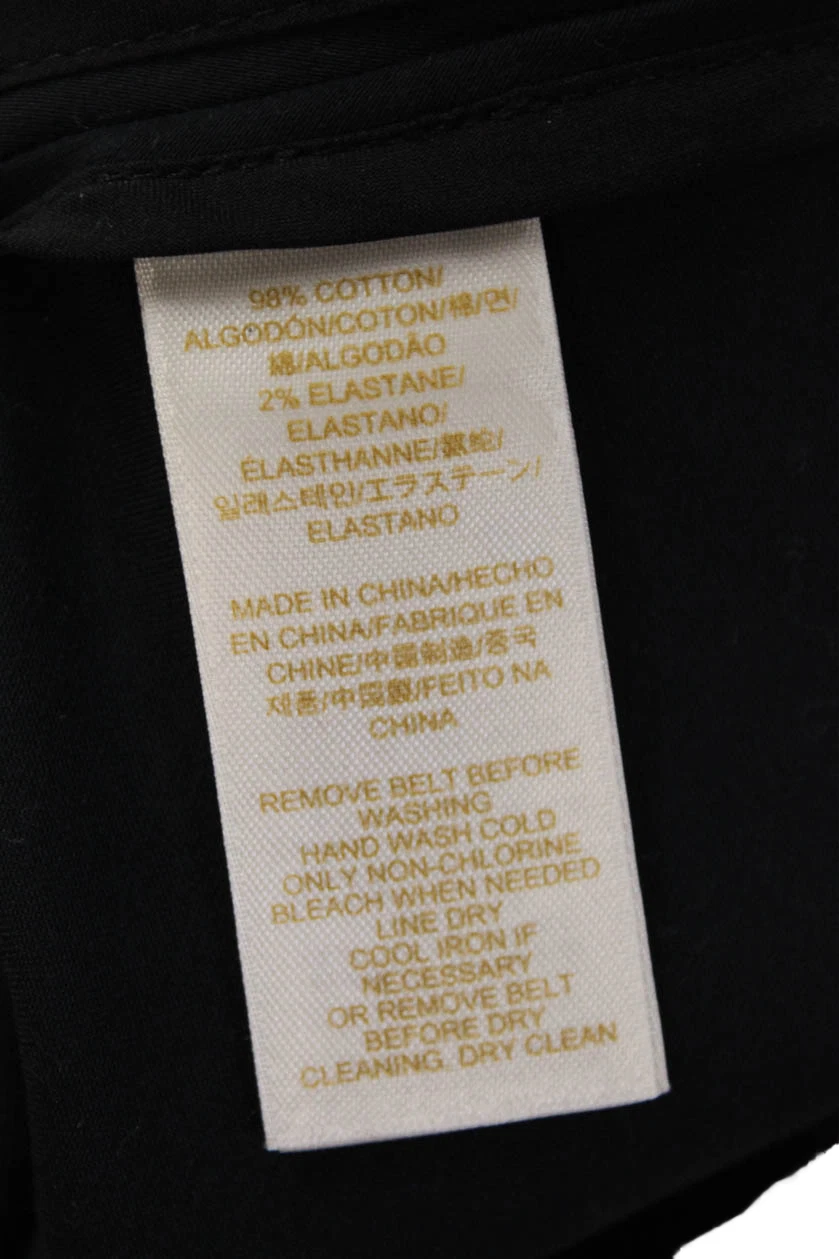 98% COTTON/
ALGODÓN/COTON/棉/면/
綿/ALGODÃO
2% ELASTANE/
ELASTANO/
ÉLASTHANNE/氨纶/
일래스테인/エラステーン/
ELASTANO
MADE IN CHINA/HECHO
EN CHINA/FABRIQUE EN
CHINE/中国制造/중국
제품/中国製/FEITO NA
CHINA
REMOVE BELT BEFORE
WASHING
HAND WASH COLD
ONLY NON-CHLORINE
BLEACH WHEN NEEDED
LINE DRY
COOL IRON IF
NECESSARY
OR REMOVE BELT
BEFORE DRY
CLEANING. DRY CLEAN